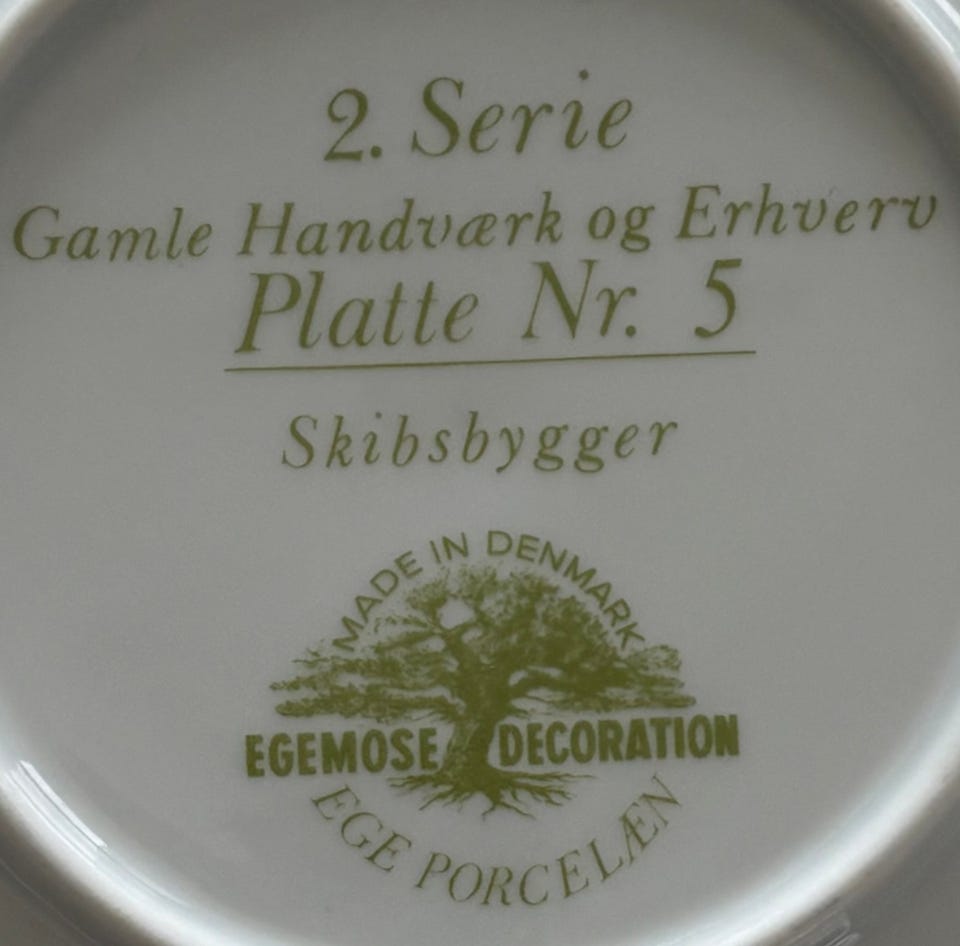 2. Serie
Gamle Handværk og Erhverv
Platte Nr. 5
Skibsbygger
MADE IN DENMARK
EGEMOSE DECORATION
EGE PORCELÆN